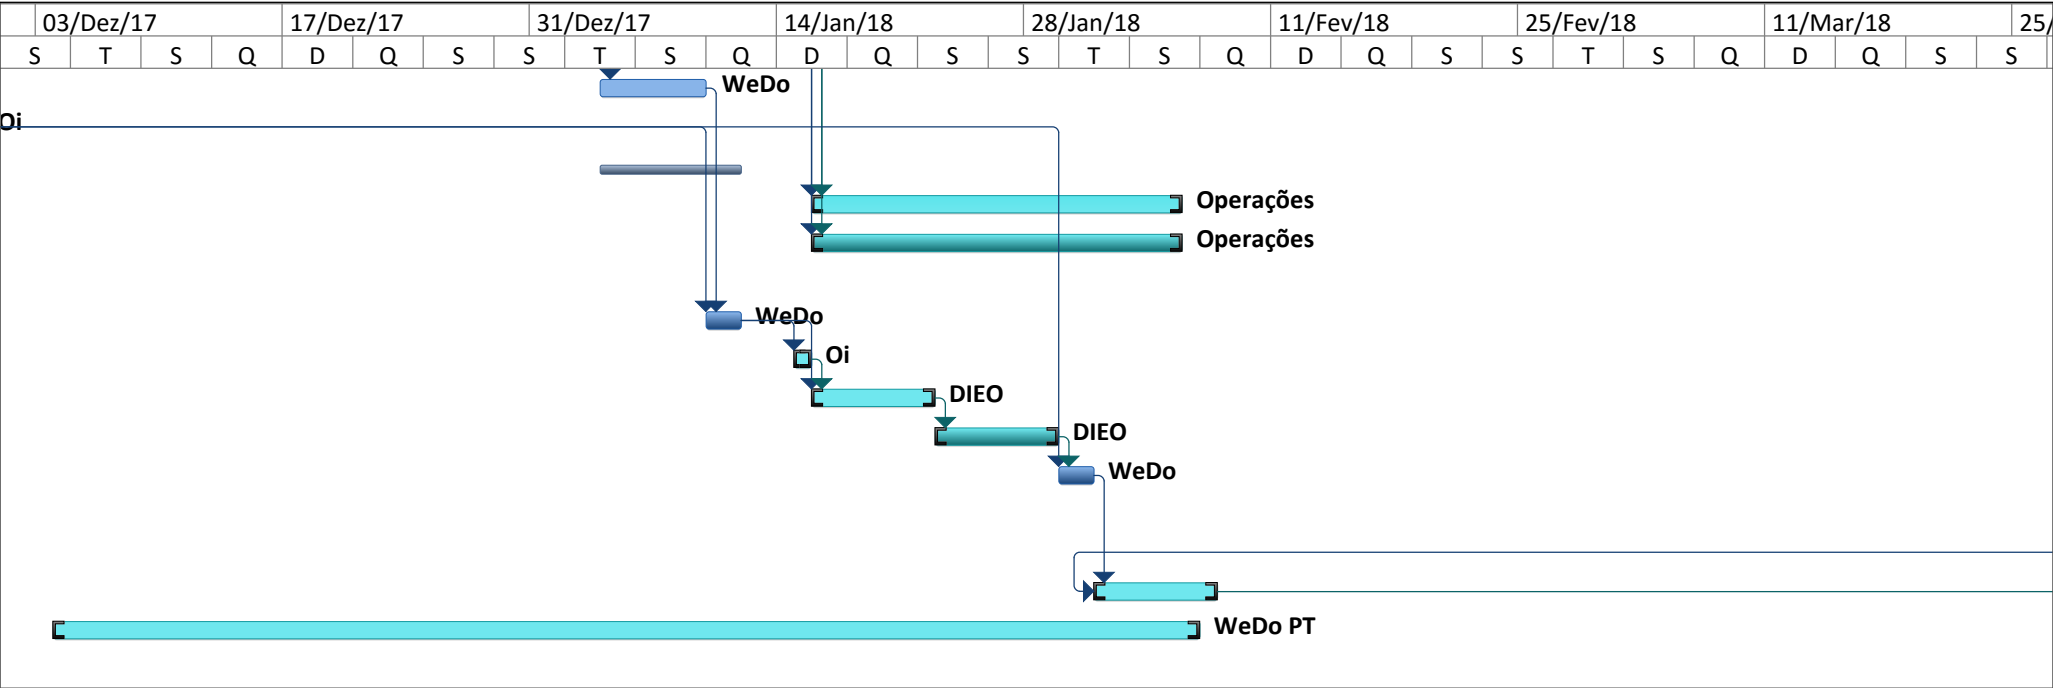 03/Dez/17 17/Dez/17 31/Dez/17 14/Jan/18 28/Jan/18 11/Fev/18 25/Fev/18 11/Mar/18 25/
S T S Q D Q S S T S Q D Q S S T S Q D Q S S T S Q D Q S S
WeDo
Oi
Operações
Operações
WeDo
Oi
DIEO
DIEO
WeDo
WeDo PT